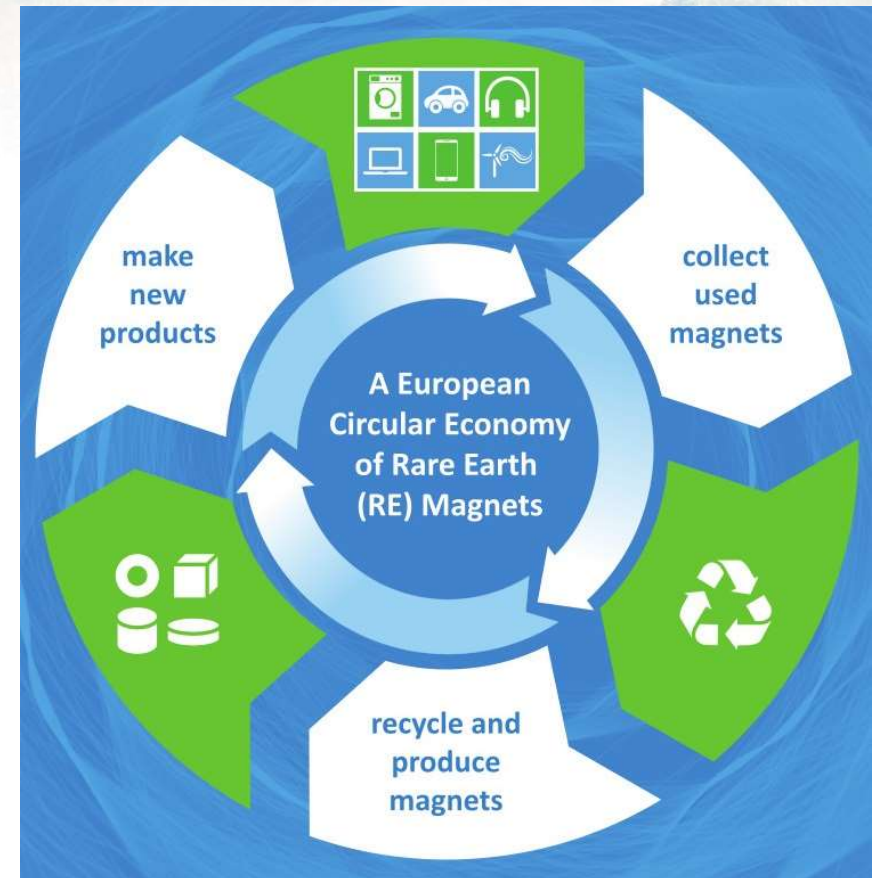 make
new
products
collect
used
magnets
A European
Circular Economy
of Rare Earth
(RE) Magnets
recycle and
produce
magnets